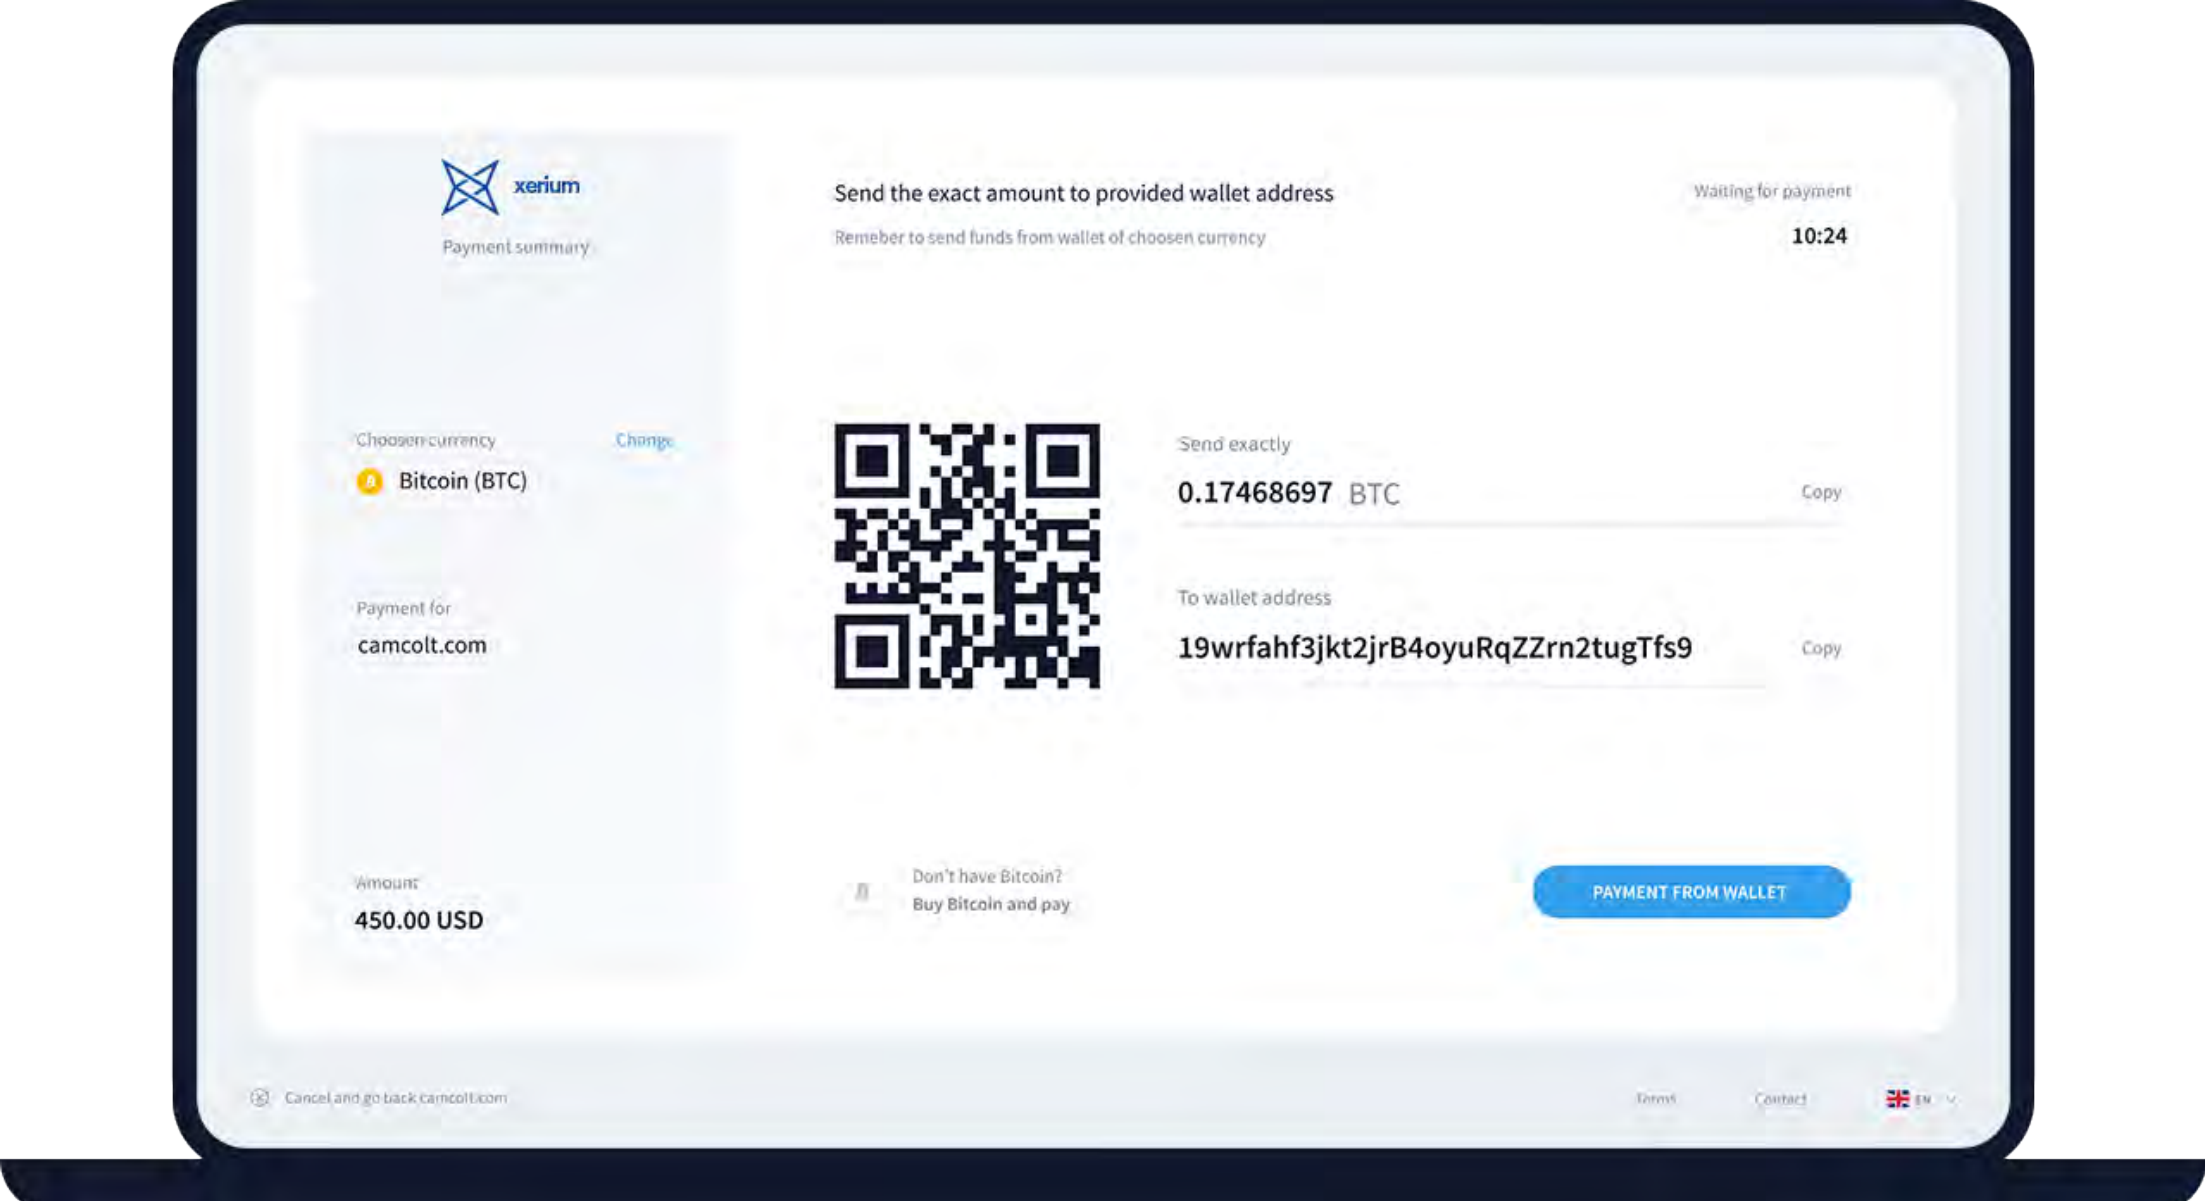 xerium
Payment summary
Choosen currency
Change
Bitcoin (BTC)
Payment for
camcolt.com
Amount
450.00 USD
Send the exact amount to provided wallet address
Remeber to send funds from wallet of choosen currency
Waiting for payment
10:24
Send exactly
0.17468697 BTC
Copy
To wallet address
19wrfahf3jkt2jrB4oyuRqZZrn2tugTfs9
Copy
Don't have Bitcoin?
Buy Bitcoin and pay
PAYMENT FROM WALLET
Cancel and go back camcolt.com
Terms
Contact
EN